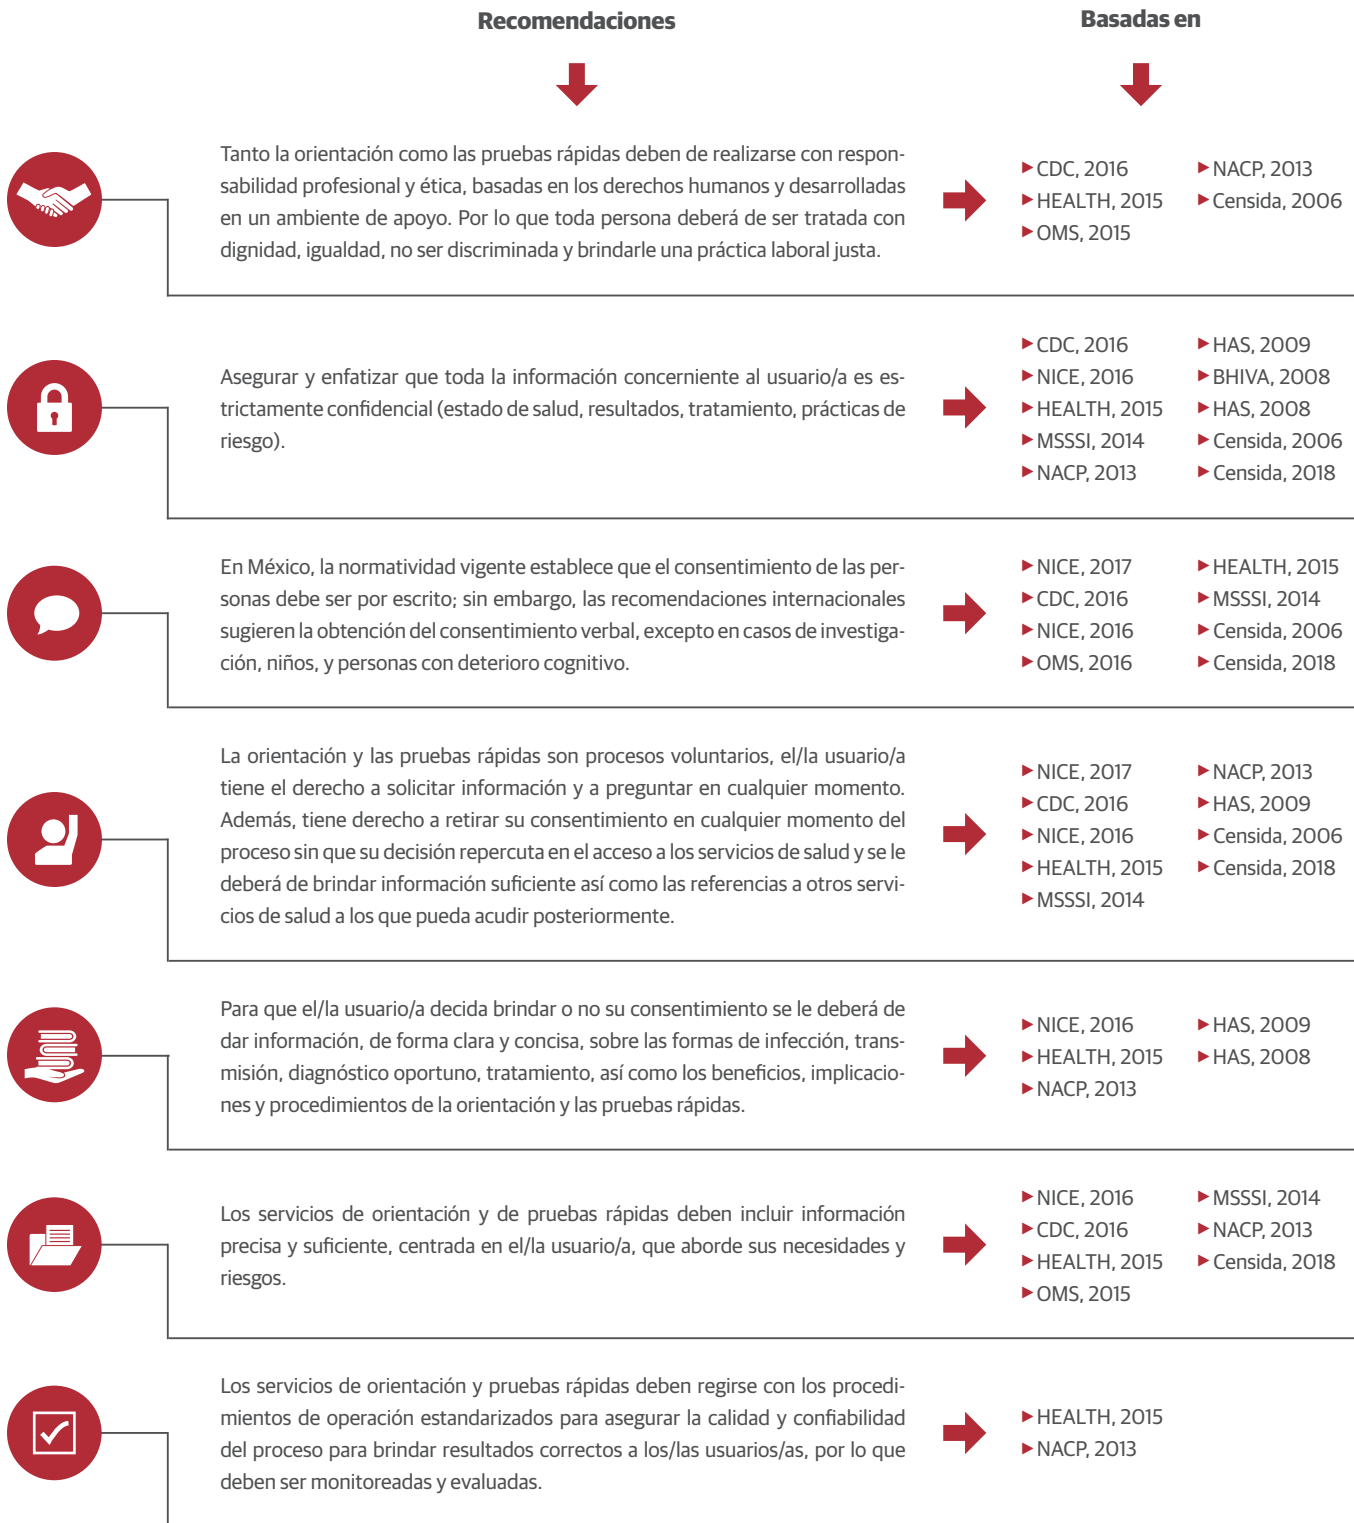 Recomendaciones
Basadas en
Tanto la orientación como las pruebas rápidas deben de realizarse con respon-
sabilidad profesional y ética, basadas en los derechos humanos y desarrolladas
en un ambiente de apoyo. Por lo que toda persona deberá de ser tratada con
dignidad, igualdad, no ser discriminada y brindarle una práctica laboral justa.
CDC, 2016
HEALTH, 2015
OMS, 2015
NACP, 2013
Censida, 2006
Asegurar y enfatizar que toda la información concerniente al usuario/a es es-
trictamente confidencial (estado de salud, resultados, tratamiento, prácticas de
riesgo).
CDC, 2016
NICE, 2016
HEALTH, 2015
MSSSI, 2014
NACP, 2013
HAS, 2009
BHIVA, 2008
HAS, 2008
Censida, 2006
Censida, 2018
En México, la normatividad vigente establece que el consentimiento de las per-
sonas debe ser por escrito; sin embargo, las recomendaciones internacionales
sugieren la obtención del consentimiento verbal, excepto en casos de investiga-
ción, niños, y personas con deterioro cognitivo.
NICE, 2017
CDC, 2016
NICE, 2016
OMS, 2016
HEALTH, 2015
MSSSI, 2014
Censida, 2006
Censida, 2018
La orientación y las pruebas rápidas son procesos voluntarios, el/la usuario/a
tiene el derecho a solicitar información y a preguntar en cualquier momento.
Además, tiene derecho a retirar su consentimiento en cualquier momento del
proceso sin que su decisión repercuta en el acceso a los servicios de salud y se le
deberá de brindar información suficiente así como las referencias a otros servi-
cios de salud a los que pueda acudir posteriormente.
NICE, 2017
CDC, 2016
NICE, 2016
HEALTH, 2015
MSSSI, 2014
NACP, 2013
HAS, 2009
Censida, 2006
Censida, 2018
Para que el/la usuario/a decida brindar o no su consentimiento se le deberá de
dar información, de forma clara y concisa, sobre las formas de infección, trans-
misión, diagnóstico oportuno, tratamiento, así como los beneficios, implicacio-
nes y procedimientos de la orientación y las pruebas rápidas.
NICE, 2016
HEALTH, 2015
NACP, 2013
HAS, 2009
HAS, 2008
Los servicios de orientación y de pruebas rápidas deben incluir información
precisa y suficiente, centrada en el/la usuario/a, que aborde sus necesidades y
riesgos.
NICE, 2016
CDC, 2016
HEALTH, 2015
OMS, 2015
MSSSI, 2014
NACP, 2013
Censida, 2018
Los servicios de orientación y pruebas rápidas deben regirse con los procedi-
mientos de operación estandarizados para asegurar la calidad y confiabilidad
del proceso para brindar resultados correctos a los/las usuarios/as, por lo que
deben ser monitoreadas y evaluadas.
HEALTH, 2015
NACP, 2013